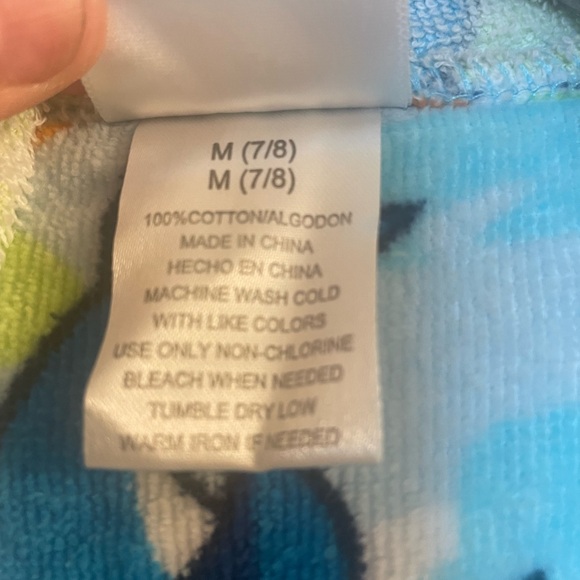 M (7/8)
M (7/8)
100%COTTON/ALGODON
MADE IN CHINA
HECHO EN CHINA
MACHINE WASH COLD
WITH LIKE COLORS
USE ONLY NON-CHLORINE
BLEACH WHEN NEEDED
TUMBLE DRY LOW
WARM IRON IF NEEDED